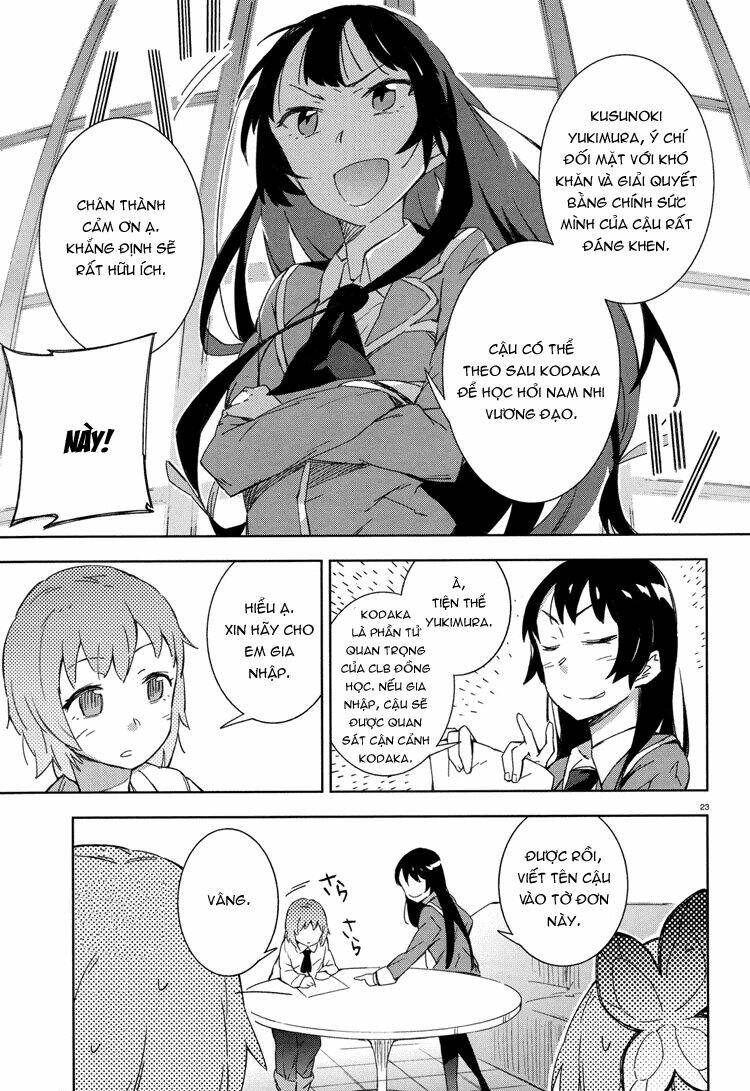 KUSUNOKI
YUKIMURA, Ý CHÍ
ĐỐI MẶT VỚI KHÓ
KHĂN VÀ GIẢI QUYẾT
BẰNG CHÍNH SỨC
MÌNH CỦA CẬU RẤT
ĐÁNG KHEN.
CẬU CÓ THỂ
THEO SAU KODAKA
ĐỂ HỌC HỎI NAM NHI
VƯƠNG ĐẠO.
CHÂN THÀNH
CẢM ƠN Ạ.
KHẲNG ĐỊNH SẼ
RẤT HỮU ÍCH.
NÀY!
À,
TIỆN THỂ
YUKIMURA.
KODAKA
LÀ PHẦN TỬ
QUAN TRỌNG
CỦA CLB ĐỒNG
HỌC. NẾU GIA
NHẬP, CẬU SẼ
ĐƯỢC QUAN
SÁT CẬN CẢNH
KODAKA.
HIỂU Ạ.
XIN HÃY CHO
EM GIA
NHẬP.
23
ĐƯỢC RỒI,
VIẾT TÊN CẬU
VÀO TỜ ĐƠN
NÀY.
さら
さら
VÂNG.